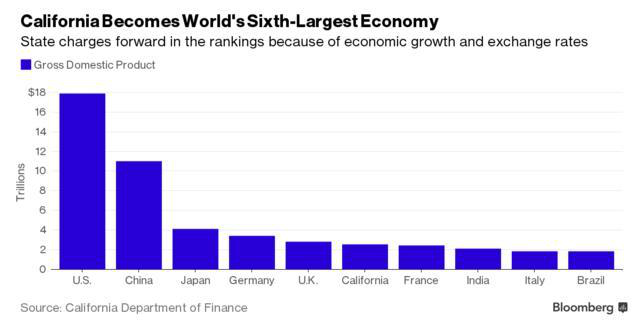 California Becomes World's Sixth-Largest Economy
State charges forward in the rankings because of economic growth and exchange rates
Gross Domestic Product
$18
16
14
12
10
8
6
4
2
0
Trillions
U.S. China Japan Germany U.K. California France India Italy Brazil
Source: California Department of Finance
Bloomberg